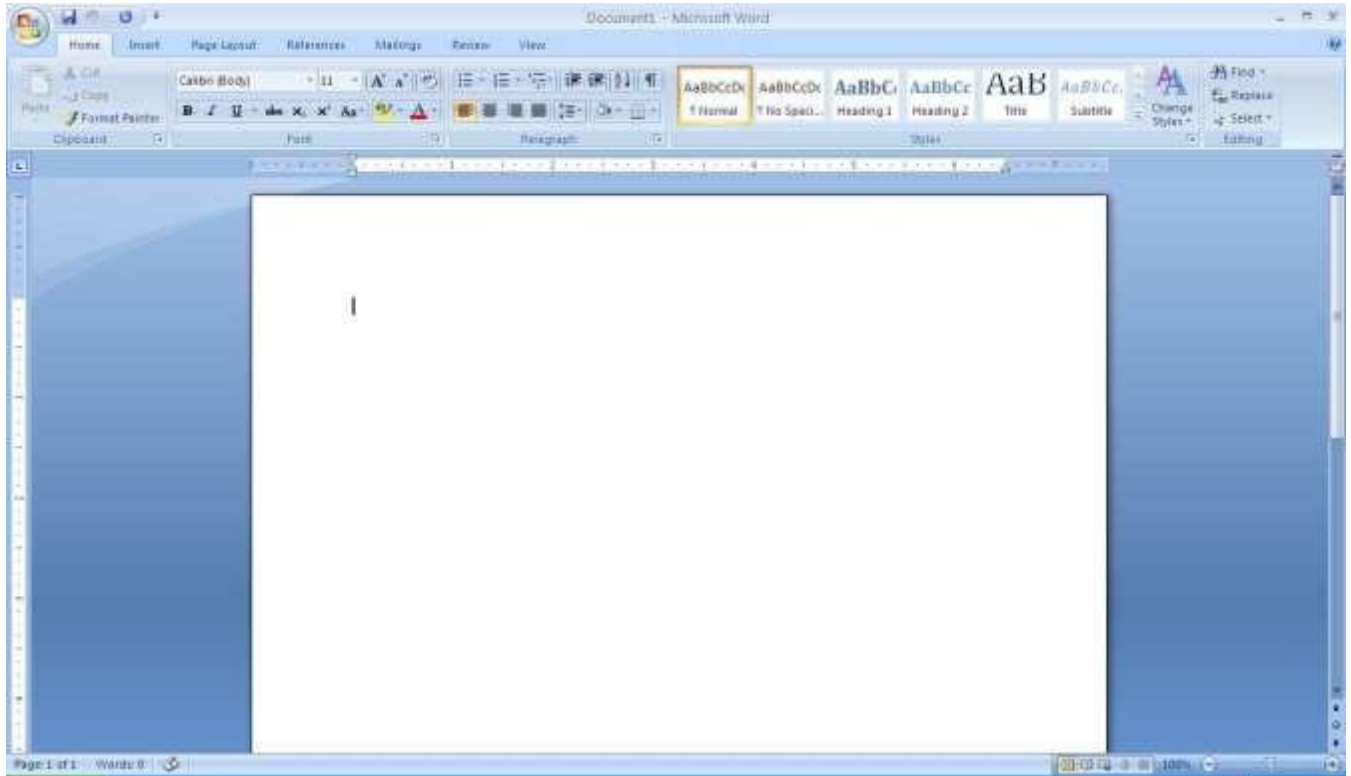 Document1 - Microsoft Word
Home Insert Page Layout References Mailings Review View
Cut
Copy
Paste
Format Painter
Clipboard
Calibri (Body) 11
B I U abc X, X' Aa A
Font
Paragraph
AaBbCcDc AaBbCcDc AaBbC AaBbCc AaB AaBbCc.
¶ Normal ¶ No Spaci... Heading 1 Heading 2 Title Subtitle
Styles
Change
Styles
Find
Replace
Select
Editing
Page: 1 of 1 Words: 0 100%